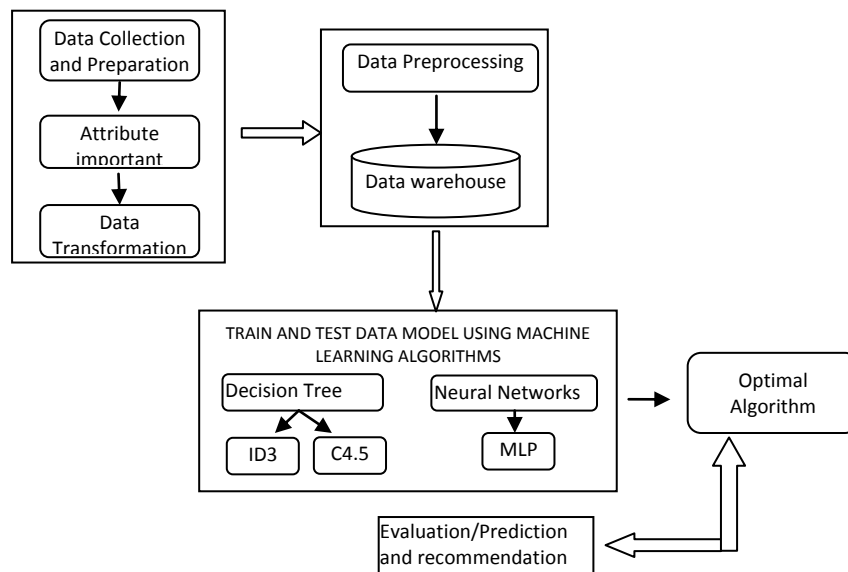 Data Collection
and Preparation
Attribute
important
Data
Transformation
Data Preprocessing
Data warehouse
TRAIN AND TEST DATA MODEL USING MACHINE
LEARNING ALGORITHMS
Decision Tree
Neural Networks
ID3
C4.5
MLP
Optimal
Algorithm
Evaluation/Prediction
and recommendation